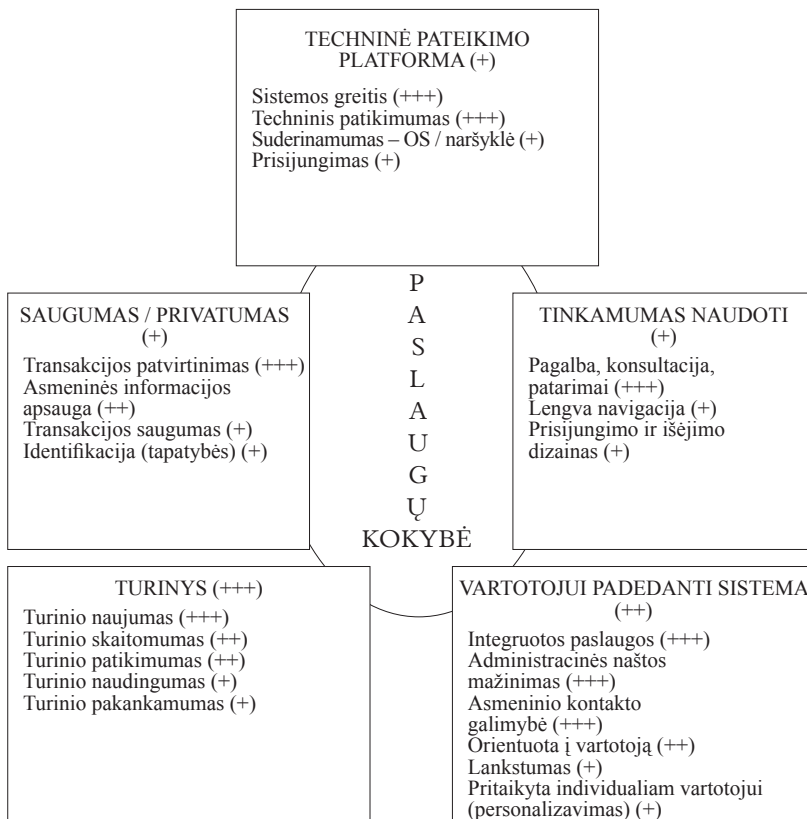 TECHNINĖ PATEIKIMO
PLATFORMA (+)
Sistemos greitis (+++)
Techninis patikimumas (+++)
Suderinamumas – OS / naršyklė (+)
Prisijungimas (+)
SAUGUMAS / PRIVATUMAS
(+)
Transakcijos patvirtinimas (+++)
Asmeninės informacijos
apsauga (++)
Transakcijos saugumas (+)
Identifikacija (tapatybės) (+)
P
A
S
L
A
U
G
Ų
KOKYBĖ
TINKAMUMAS NAUDOTI
(+)
Pagalba, konsultacija,
patarimai (+++)
Lengva navigacija (+)
Prisijungimo ir išėjimo
dizainas (+)
TURINYS (+++)
Turinio naujumas (+++)
Turinio skaitomumas (++)
Turinio patikimumas (++)
Turinio naudingumas (+)
Turinio pakankamumas (+)
VARTOTOJUI PADEDANTI SISTEMA
(++)
Integruotos paslaugos (+++)
Administracinės naštos
mažinimas (+++)
Asmeninio kontakto
galimybė (+++)
Orientuota į vartotoją (++)
Lankstumas (+)
Pritaikyta individualiam vartotojui
(personalizavimas) (+)